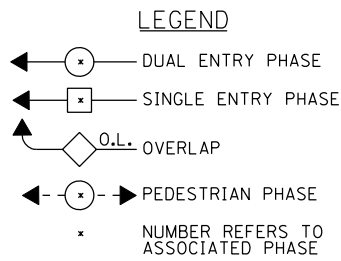 LEGEND
* DUAL ENTRY PHASE
* SINGLE ENTRY PHASE
O.L. OVERLAP
* PEDESTRIAN PHASE
* NUMBER REFERS TO
ASSOCIATED PHASE